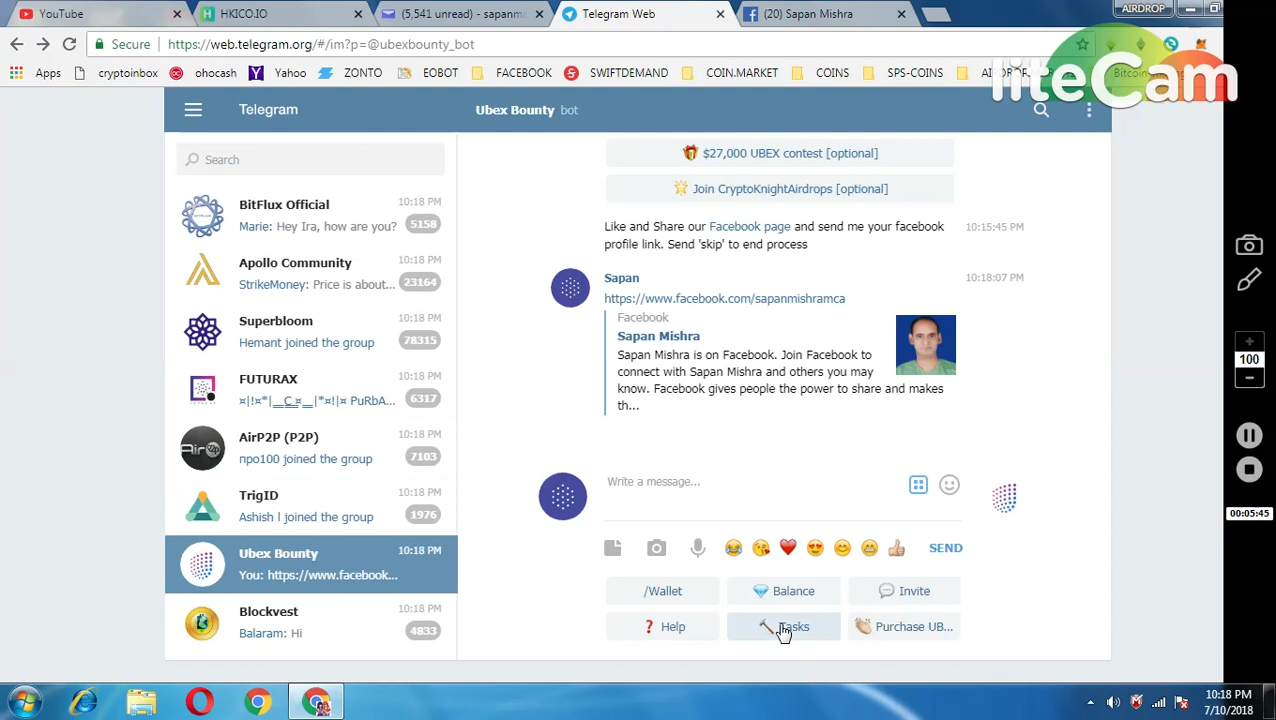 YouTube
HKICO.IO
(5,541 unread) - sapanm
Telegram Web
(20) Sapan Mishra
AIRDROP
Secure
https://web.telegram.org/#/im?p=@ubexbounty_bot
Apps
cryptoinbox
ohocash
Yahoo
ZONTO
EOBOT
FACEBOOK
SWIFTDEMAND
COIN.MARKET
COINS
SPS-COINS
liteCam
Telegram
Ubex Bounty bot
Search
BitFlux Official
10:18 PM
Marie: Hey Ira, how are you?
5158
Apollo Community
10:18 PM
StrikeMoney: Price is about...
23164
Superbloom
10:18 PM
Hemant joined the group
78315
FUTURAX
10:18 PM
6317
AirP2P (P2P)
10:18 PM
npo100 joined the group
7103
TrigID
10:18 PM
Ashish l joined the group
1976
Ubex Bounty
10:18 PM
You: https://www.facebook...
Blockvest
10:18 PM
Balaram: Hi
4833
$27,000 UBEX contest [optional]
Join CryptoKnightAirdrops [optional]
Like and Share our Facebook page and send me your facebook
10:15:45 PM
profile link. Send 'skip' to end process
Sapan
10:18:07 PM
https://www.facebook.com/sapanmishramca
Facebook
Sapan Mishra
Sapan Mishra is on Facebook. Join Facebook to
connect with Sapan Mishra and others you may
know. Facebook gives people the power to share and makes
th...
Write a message...
SEND
/Wallet
Balance
Invite
Help
Tasks
Purchase UB...
100
00:05:45
10:18 PM
7/10/2018